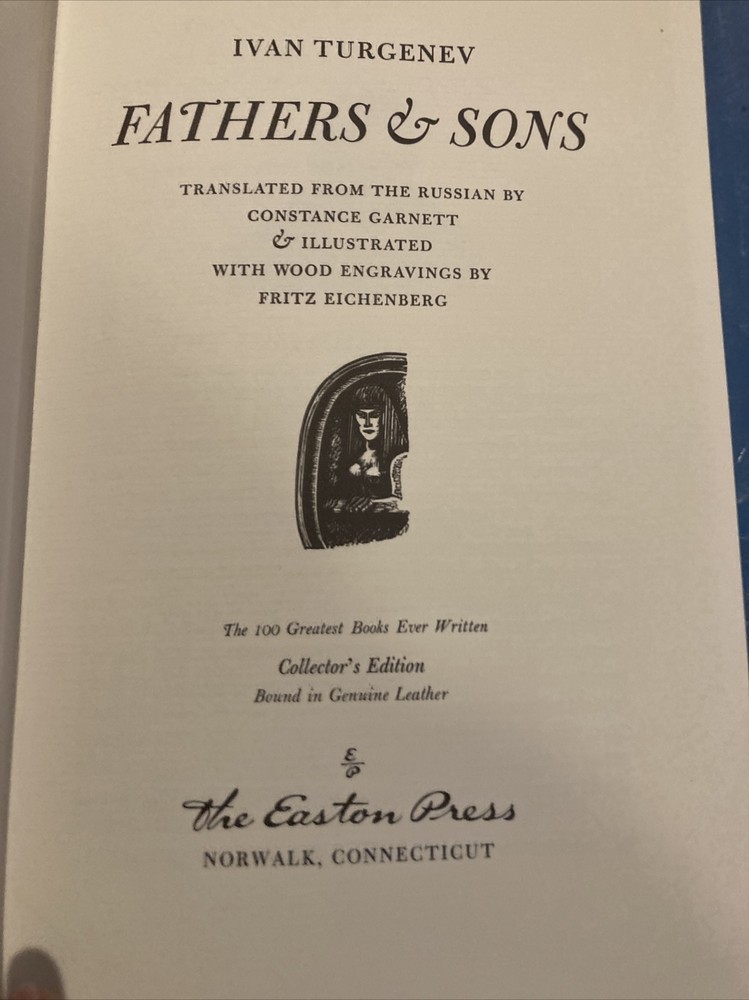 IVAN TURGENEV
FATHERS & SONS
TRANSLATED FROM THE RUSSIAN BY
CONSTANCE GARNETT
& ILLUSTRATED
WITH WOOD ENGRAVINGS BY
FRITZ EICHENBERG
The 100 Greatest Books Ever Written
Collector's Edition
Bound in Genuine Leather
E
P
The Easton Press
NORWALK, CONNECTICUT